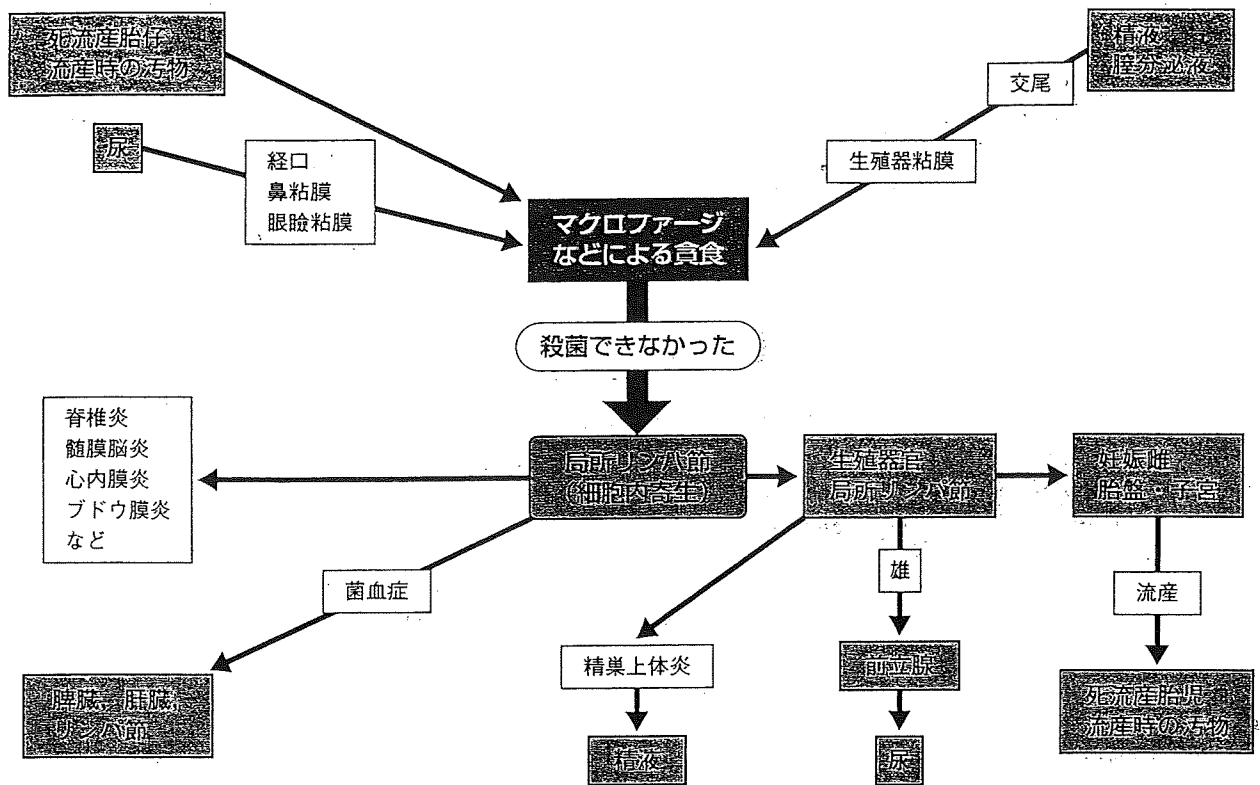 死流産胎仔
流産時の汚物
精液
膣分泌液
交尾
尿
経口
鼻粘膜
眼瞼粘膜
生殖器粘膜
マクロファージ
などによる貪食
殺菌できなかった
脊椎炎
髄膜脳炎
心内膜炎
ブドウ膜炎
など
局所リンパ節
(細胞内寄生)
生殖器官
局所リンパ節
妊娠雌
胎盤・子宮
菌血症
雄
流産
精巣上体炎
前立腺
脾臓、肝臓、
リンパ節
死流産胎児
流産時の汚物
精液
尿